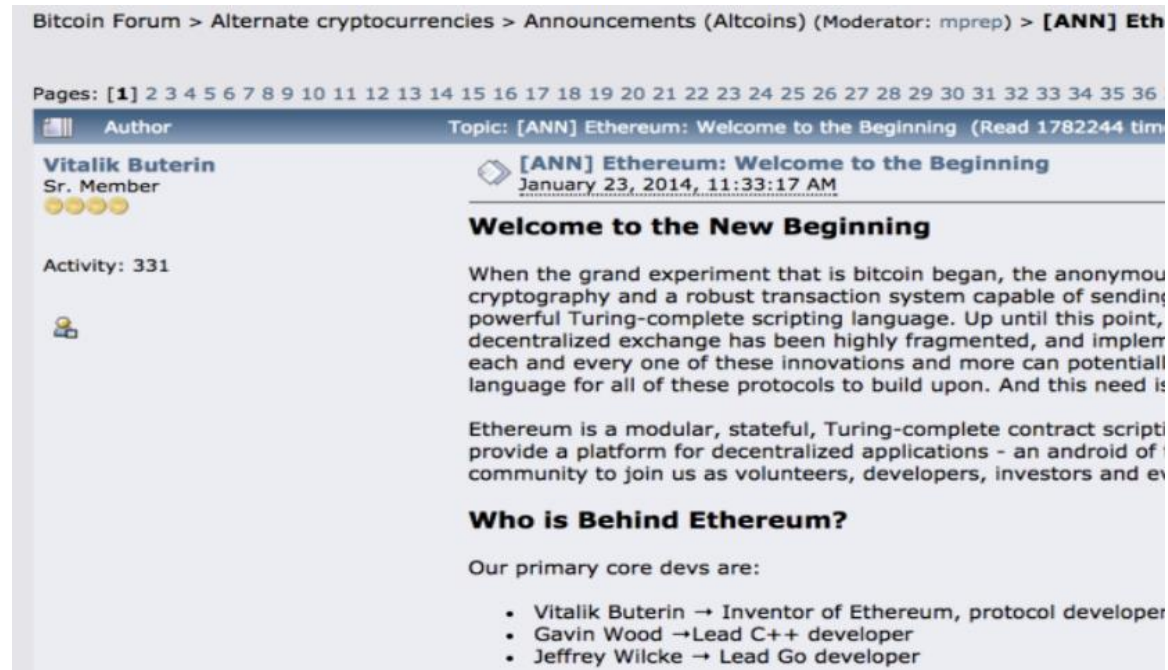 Bitcoin Forum > Alternate cryptocurrencies > Announcements (Altcoins) (Moderator: mprep) > [ANN] Eth
Pages: [1] 2 3 4 5 6 7 8 9 10 11 12 13 14 15 16 17 18 19 20 21 22 23 24 25 26 27 28 29 30 31 32 33 34 35 36
Author Topic: [ANN] Ethereum: Welcome to the Beginning (Read 1782244 time
Vitalik Buterin
Sr. Member
Activity: 331
[ANN] Ethereum: Welcome to the Beginning
January 23, 2014, 11:33:17 AM
Welcome to the New Beginning
When the grand experiment that is bitcoin began, the anonymou
cryptography and a robust transaction system capable of sending
powerful Turing-complete scripting language. Up until this point,
decentralized exchange has been highly fragmented, and implem
each and every one of these innovations and more can potentiall
language for all of these protocols to build upon. And this need is
Ethereum is a modular, stateful, Turing-complete contract scripti
provide a platform for decentralized applications - an android of
community to join us as volunteers, developers, investors and ev
Who is Behind Ethereum?
Our primary core devs are:
• Vitalik Buterin → Inventor of Ethereum, protocol developer
• Gavin Wood →Lead C++ developer
• Jeffrey Wilcke → Lead Go developer